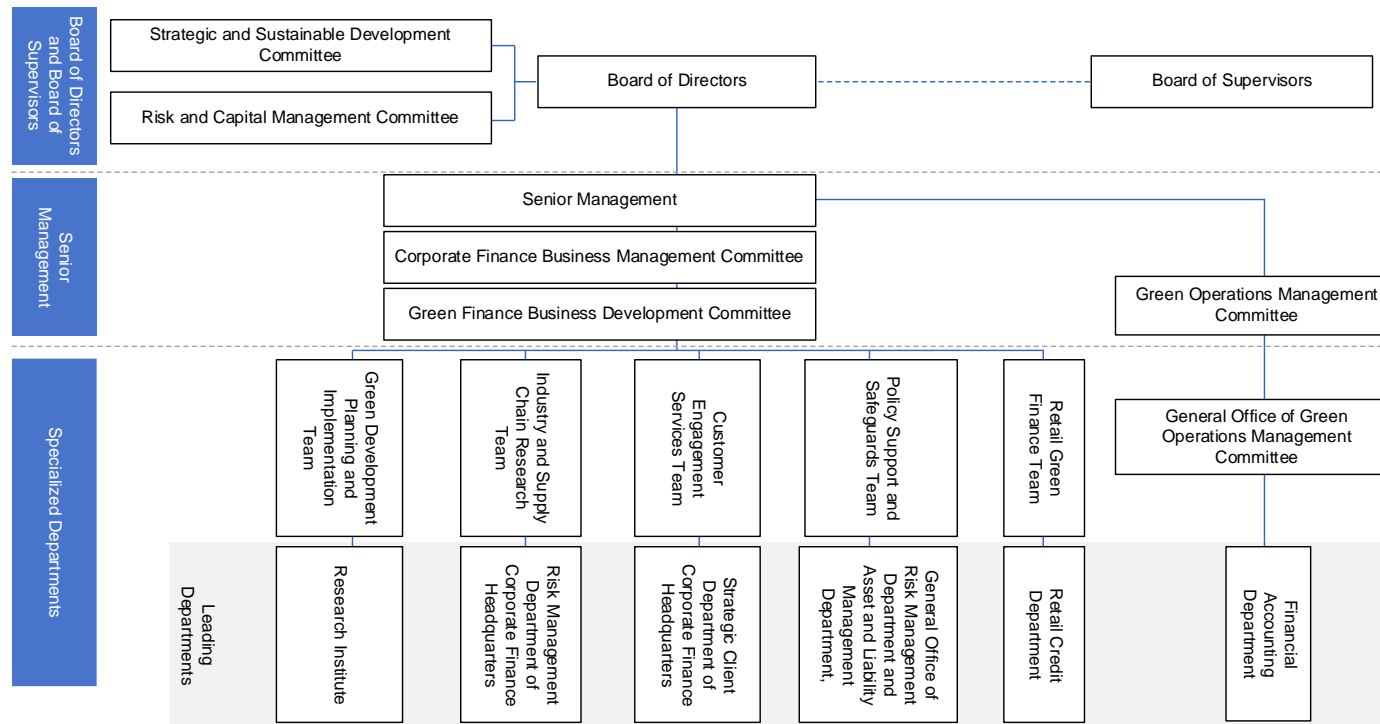 Board of Directors
and Board of
Supervisors
Strategic and Sustainable Development
Committee
Risk and Capital Management Committee
Board of Directors
Board of Supervisors
Senior
Management
Senior Management
Corporate Finance Business Management Committee
Green Finance Business Development Committee
Green Operations Management
Committee
Specialized Departments
Green Development
Planning and
Implementation
Team
Industry and Supply
Chain Research
Team
Customer
Engagement
Services Team
Policy Support and
Safeguards Team
Retail Green
Finance Team
General Office of Green
Operations Management
Committee
Leading
Departments
Research Institute
Risk Management
Department of
Corporate Finance
Headquarters
Strategic Client
Department of
Corporate Finance
Headquarters
General Office of
Risk Management
Department and
Asset and Liability
Management
Department,
Retail Credit
Department
Financial
Accounting
Department